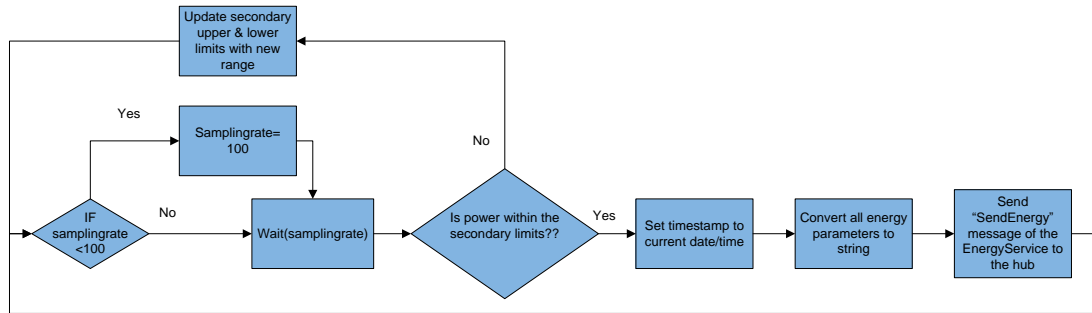 Update secondary
upper & lower
limits with new
range
Yes
Samplingrate=
100
No
IF
samplingrate
<100
No
Wait(samplingrate)
Is power within the
secondary limits??
Yes
Set timestamp to
current date/time
Convert all energy
parameters to
string
Send
“SendEnergy”
message of the
EnergyService to
the hub